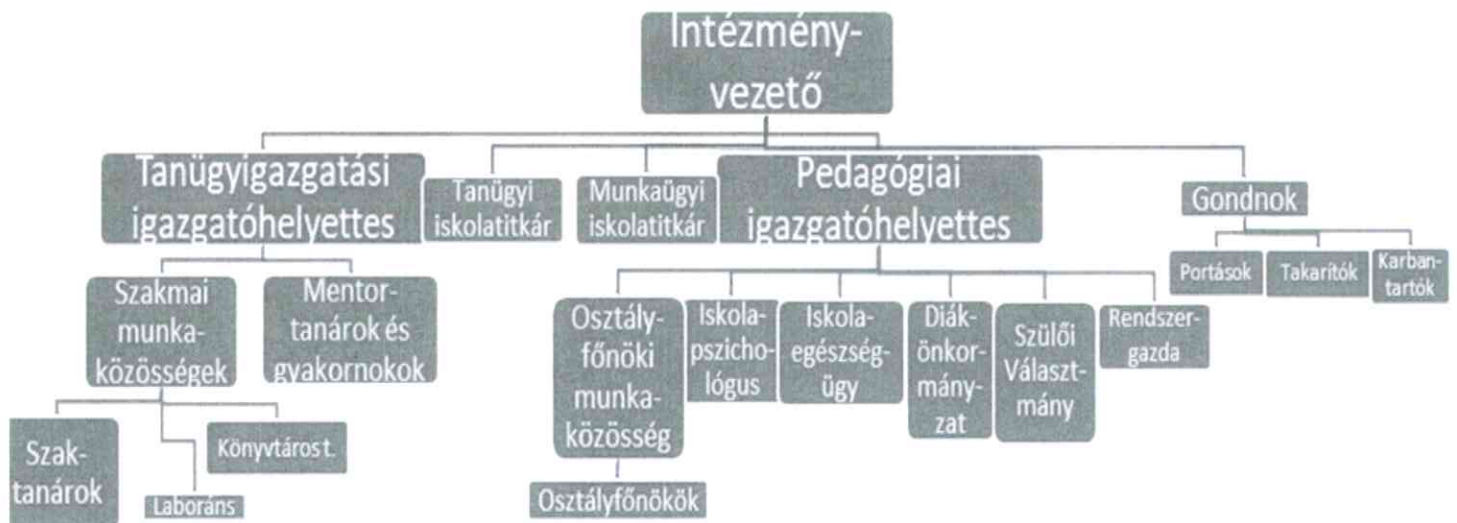 Intézmény-
vezető
Tanügyigazgatási
igazgatóhelyettes
Tanügyi
iskolatitkár
Munkaügyi
iskolatitkár
Pedagógiai
igazgatóhelyettes
Gondnok
Szakmai
munka-
közösségek
Mentor-
tanárok és
gyakornokok
Osztály-
főnöki
munka-
közösség
Iskola-
pszicho-
lógus
Iskola-
egészség-
ügy
Diák-
önkor-
mányzat-
zat
Szülői
Választ-
mány
Rendszer-
gazda
Portások
Takarítók
Karban-
tartók
Szak-
tanárok
Laboráns
Könyvtáros t.
Osztályfőnökök